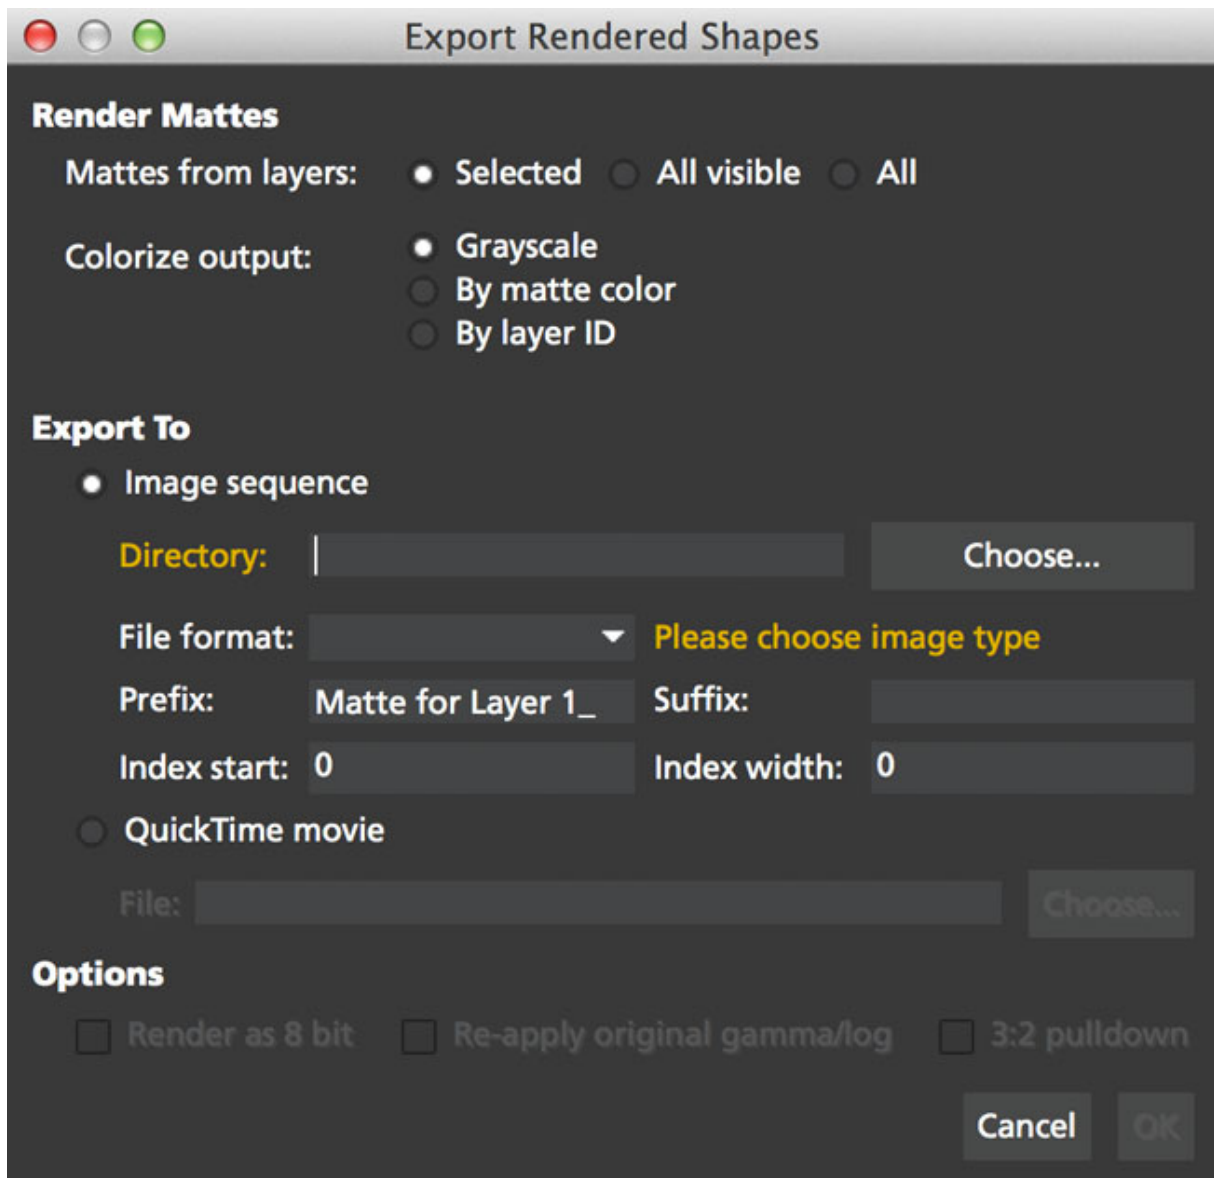 Export Rendered Shapes
Render Mattes
Mattes from layers: Selected All visible All
Colorize output: Grayscale
By matte color
By layer ID
Export To
Image sequence
Directory: Choose...
File format: Please choose image type
Prefix: Matte for Layer 1_ Suffix:
Index start: 0 Index width: 0
QuickTime movie
File: Choose...
Options
Render as 8 bit Re-apply original gamma/log 3:2 pulldown
Cancel OK